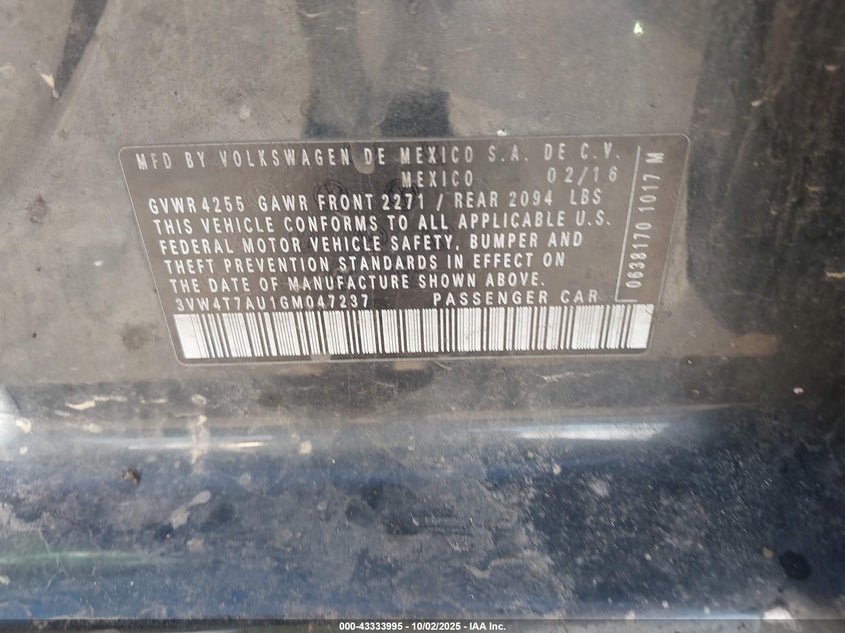 MFD BY VOLKSWAGEN DE MEXICO S.A. DE C.V.
MEXICO 02/16
GVWR 4255 GAWR FRONT 2271 / REAR 2094 LBS
THIS VEHICLE CONFORMS TO ALL APPLICABLE U.S.
FEDERAL MOTOR VEHICLE SAFETY, BUMPER AND
THEFT PREVENTION STANDARDS IN EFFECT ON
THE DATE OF MANUFACTURE SHOWN ABOVE.
3VW4T7AU1GM047237 PASSENGER CAR
0638170 1017 M
000-43333995 - 10/02/2025 - IAA Inc.